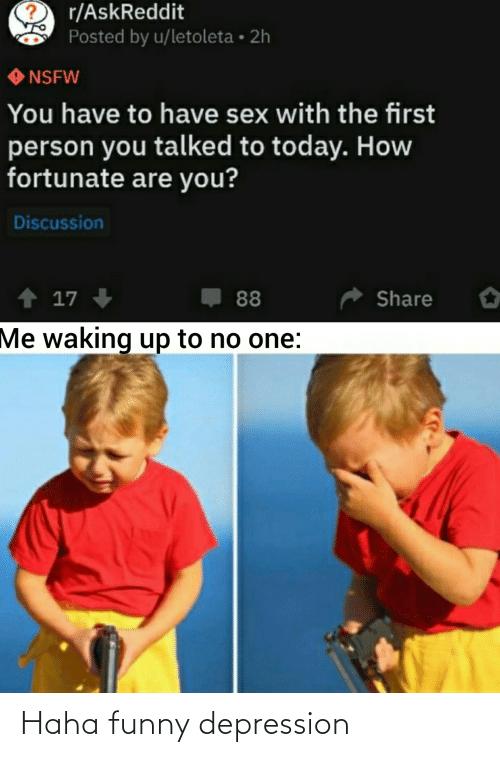 r/AskReddit
Posted by u/letoleta • 2h
NSFW
You have to have sex with the first
person you talked to today. How
fortunate are you?
Discussion
17
88
Share
Me waking up to no one:
Haha funny depression